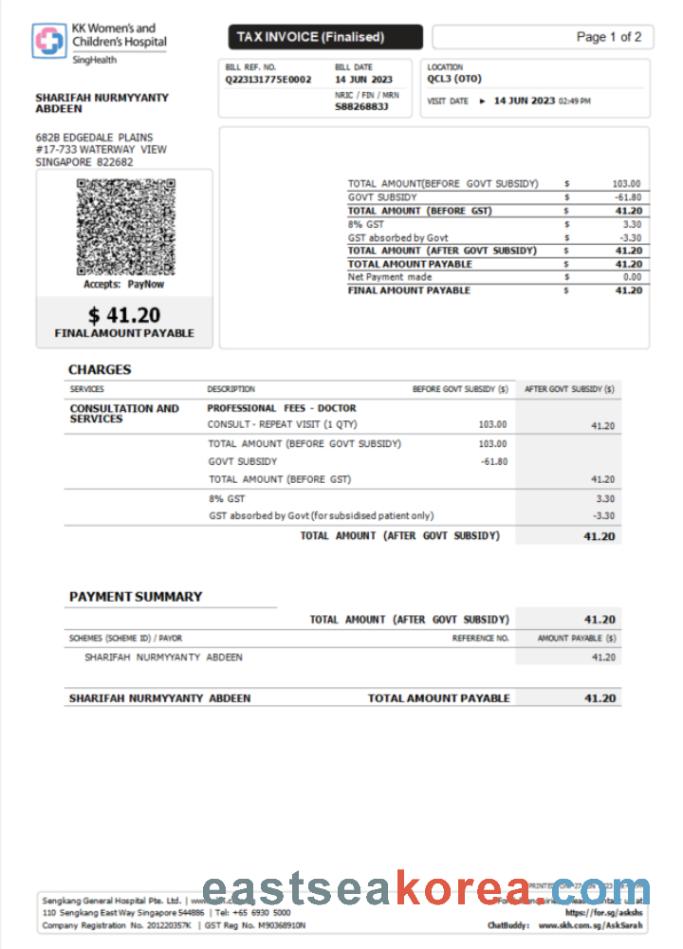 KK Women's and
Children's Hospital
SingHealth
TAX INVOICE (Finalised)
Page 1 of 2
BILL REF. NO.
Q223131775E0002
BILL DATE
14 JUN 2023
NRIC / FIN / MRN
S8826883J
LOCATION
QCL3 (OTO)
VISIT DATE ► 14 JUN 2023 02:49 PM
SHARIFAH NURMYYANTY
ABDEEN
682B EDGEDALE PLAINS
#17-733 WATERWAY VIEW
SINGAPORE 822682
Accepts: PayNow
$ 41.20
FINAL AMOUNT PAYABLE
TOTAL AMOUNT(BEFORE GOVT SUBSIDY) $ 103.00
GOVT SUBSIDY $ -61.80
TOTAL AMOUNT (BEFORE GST) $ 41.20
8% GST $ 3.30
GST absorbed by Govt $ -3.30
TOTAL AMOUNT (AFTER GOVT SUBSIDY) $ 41.20
TOTAL AMOUNT PAYABLE $ 41.20
Net Payment made $ 0.00
FINAL AMOUNT PAYABLE $ 41.20
CHARGES
SERVICES DESCRIPTION BEFORE GOVT SUBSIDY ($) AFTER GOVT SUBSIDY ($)
CONSULTATION AND
SERVICES
PROFESSIONAL FEES - DOCTOR
CONSULT - REPEAT VISIT (1 QTY) 103.00 41.20
TOTAL AMOUNT (BEFORE GOVT SUBSIDY) 103.00
GOVT SUBSIDY -61.80
TOTAL AMOUNT (BEFORE GST) 41.20
8% GST 3.30
GST absorbed by Govt (for subsidised patient only) -3.30
TOTAL AMOUNT (AFTER GOVT SUBSIDY) 41.20
PAYMENT SUMMARY
TOTAL AMOUNT (AFTER GOVT SUBSIDY) 41.20
SCHEMES (SCHEME ID) / PAYOR REFERENCE NO. AMOUNT PAYABLE ($)
SHARIFAH NURMYYANTY ABDEEN 41.20
SHARIFAH NURMYYANTY ABDEEN TOTAL AMOUNT PAYABLE 41.20
eastseakorea.com
PRINTED
Sengkang General Hospital Pte. Ltd. |
110 Sengkang East Way Singapore 544886 | Tel: +65 6930 5000
Company Registration No. 201220357K | GST Reg No. M90368910N
https://for.sg/askshs
ChatBuddy: www.skh.com.sg/AskSarah